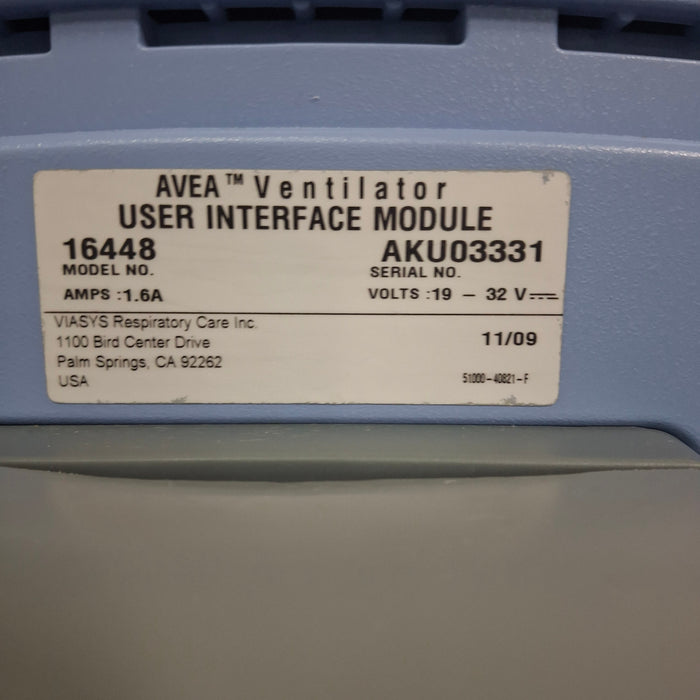 AVEA™ Ventilator
USER INTERFACE MODULE
16448 AKU03331
MODEL NO. SERIAL NO.
AMPS :1.6A VOLTS :19 – 32 V⎓
VIASYS Respiratory Care Inc.
1100 Bird Center Drive 11/09
Palm Springs, CA 92262
USA 51000-40821-F